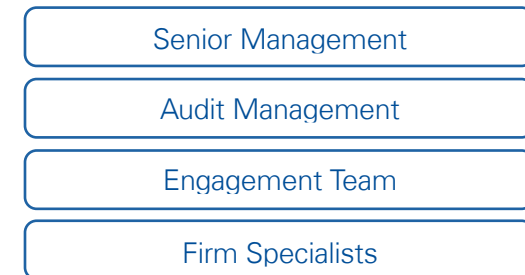 Senior Management
Audit Management
Engagement Team
Firm Specialists